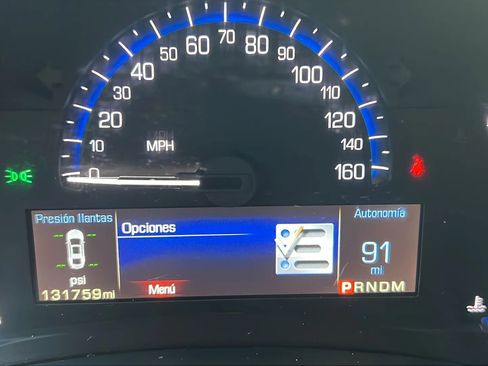 70
60
80
50
90
40
100
30
110
20
120
10
MPH
140
0
160
Presión llantas
Opciones
Autonomía
91
mi
psi
131759mi
Menú
PRNDM